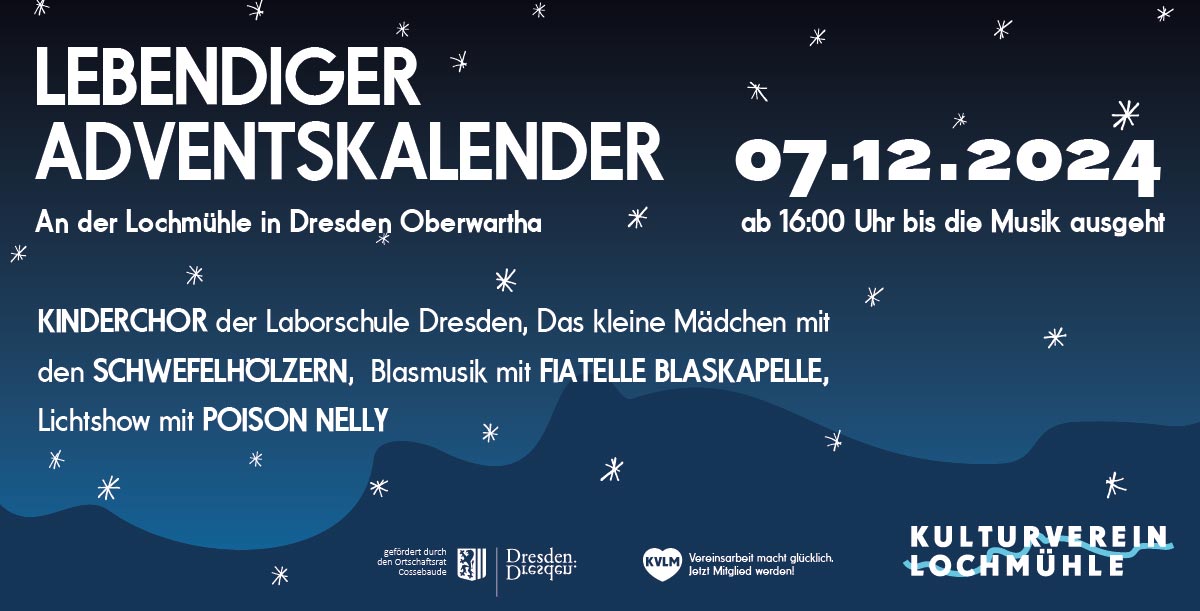 LEBENDIGER
ADVENTSKALENDER
An der Lochmühle in Dresden Oberwartha
07.12.2024
ab 16:00 Uhr bis die Musik ausgeht
KINDERCHOR der Laborschule Dresden, Das kleine Mädchen mit
den SCHWEFELHÖLZERN, Blasmusik mit FIATELLE BLASKAPELLE,
Lichtshow mit POISON NELLY
gefördert durch
den Ortschaftsrat
Cossebaude
Dresden.
Dresden.
KVLM
Vereinsarbeit macht glücklich.
Jetzt Mitglied werden!
KULTURVEREIN
LOCHMÜHLE